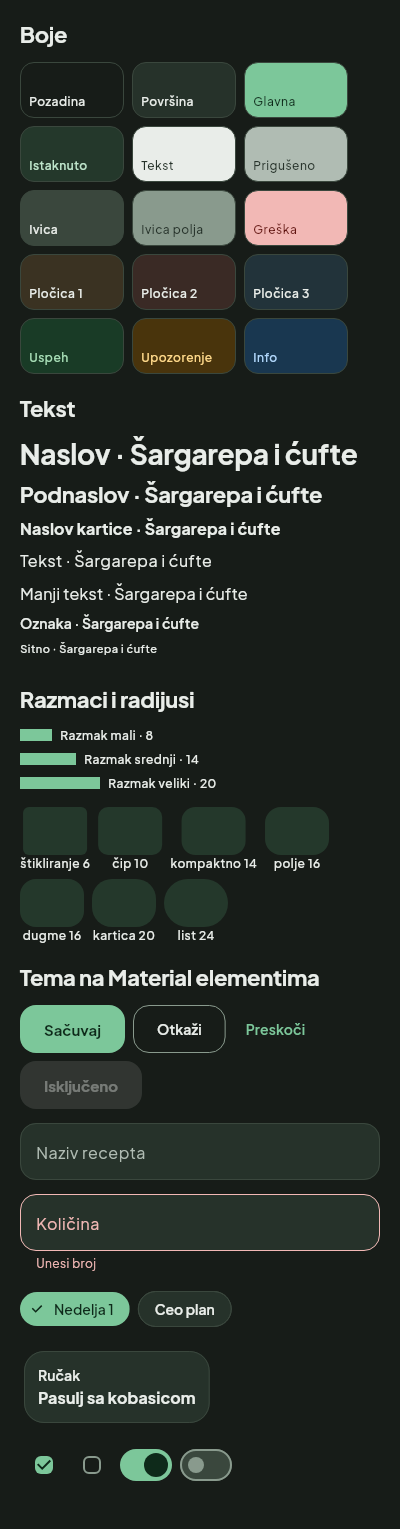 Boje
Pozadina
Površina
Glavna
Istaknuto
Tekst
Prigušeno
Ivica
Ivica polja
Greška
Pločica 1
Pločica 2
Pločica 3
Uspeh
Upozorenje
Info
Tekst
Naslov · Šargarepa i ćufte
Podnaslov · Šargarepa i ćufte
Naslov kartice · Šargarepa i ćufte
Tekst · Šargarepa i ćufte
Manji tekst · Šargarepa i ćufte
Oznaka · Šargarepa i ćufte
Sitno · Šargarepa i ćufte
Razmaci i radijusi
Razmak mali · 8
Razmak srednji · 14
Razmak veliki · 20
štikliranje 6
čip 10
kompaktno 14
polje 16
dugme 16
kartica 20
list 24
Tema na Material elementima
Sačuvaj
Otkaži
Preskoči
Isključeno
Naziv recepta
Količina
Unesi broj
Nedelja 1
Ceo plan
Ručak
Pasulj sa kobasicom